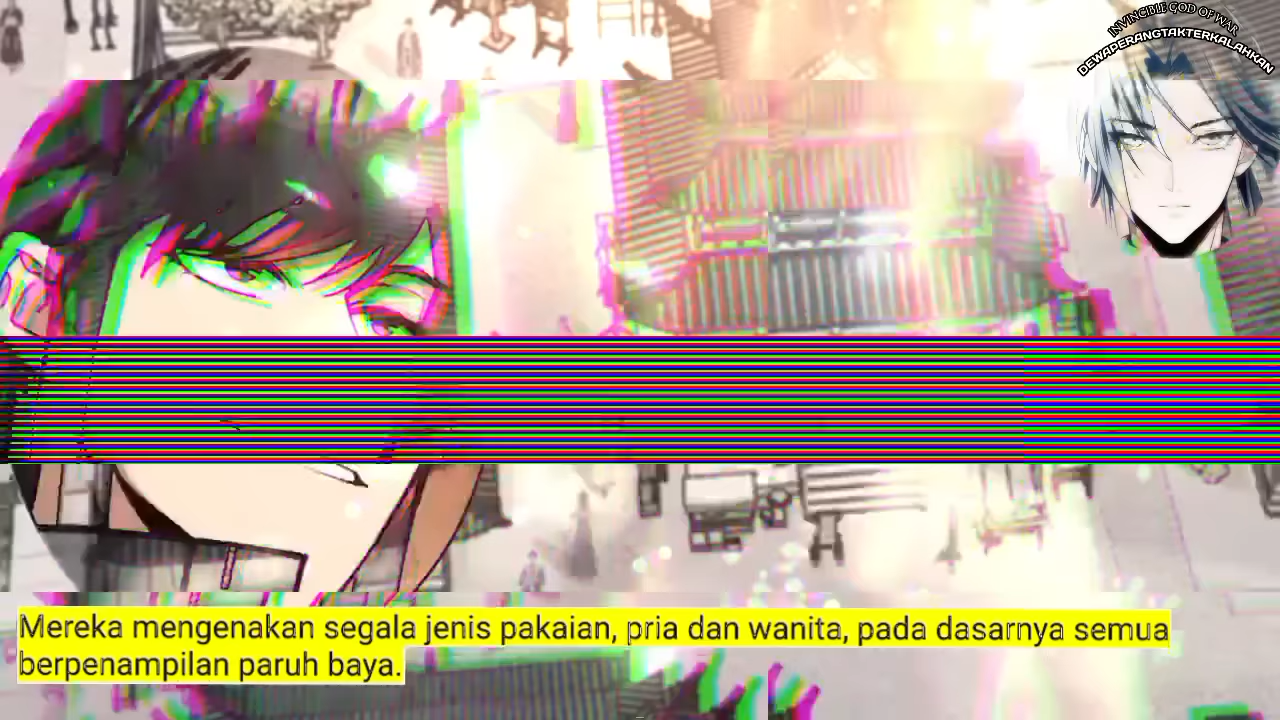 INVINCIBLE GOD OF WAR
DEWAPERANGTAKTERKALAHKAN
Mereka mengenakan segala jenis pakaian, pria dan wanita, pada dasarnya semua
berpenampilan paruh baya.